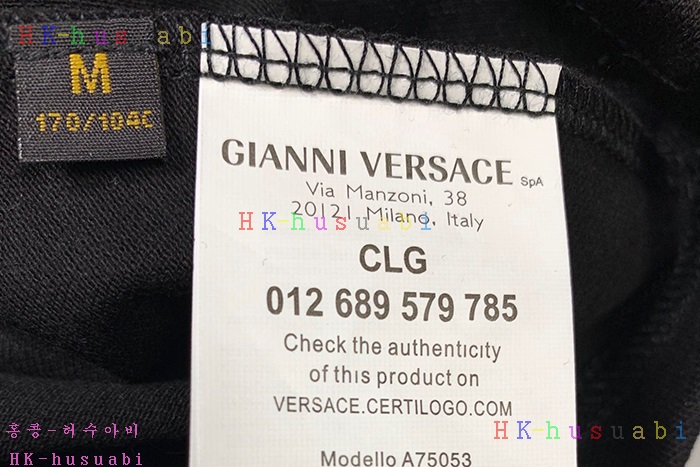 HK-husuabi
M
170/104C
GIANNI VERSACE SpA
Via Manzoni, 38
20121 Milano, Italy
HK-husuabi
CLG
012 689 579 785
Check the authentıcıty
of thıs product on
VERSACE.CERTILOGO.COM
홍콩-허수아비
HK-husuabi
HK-husuabi
Modello A75053